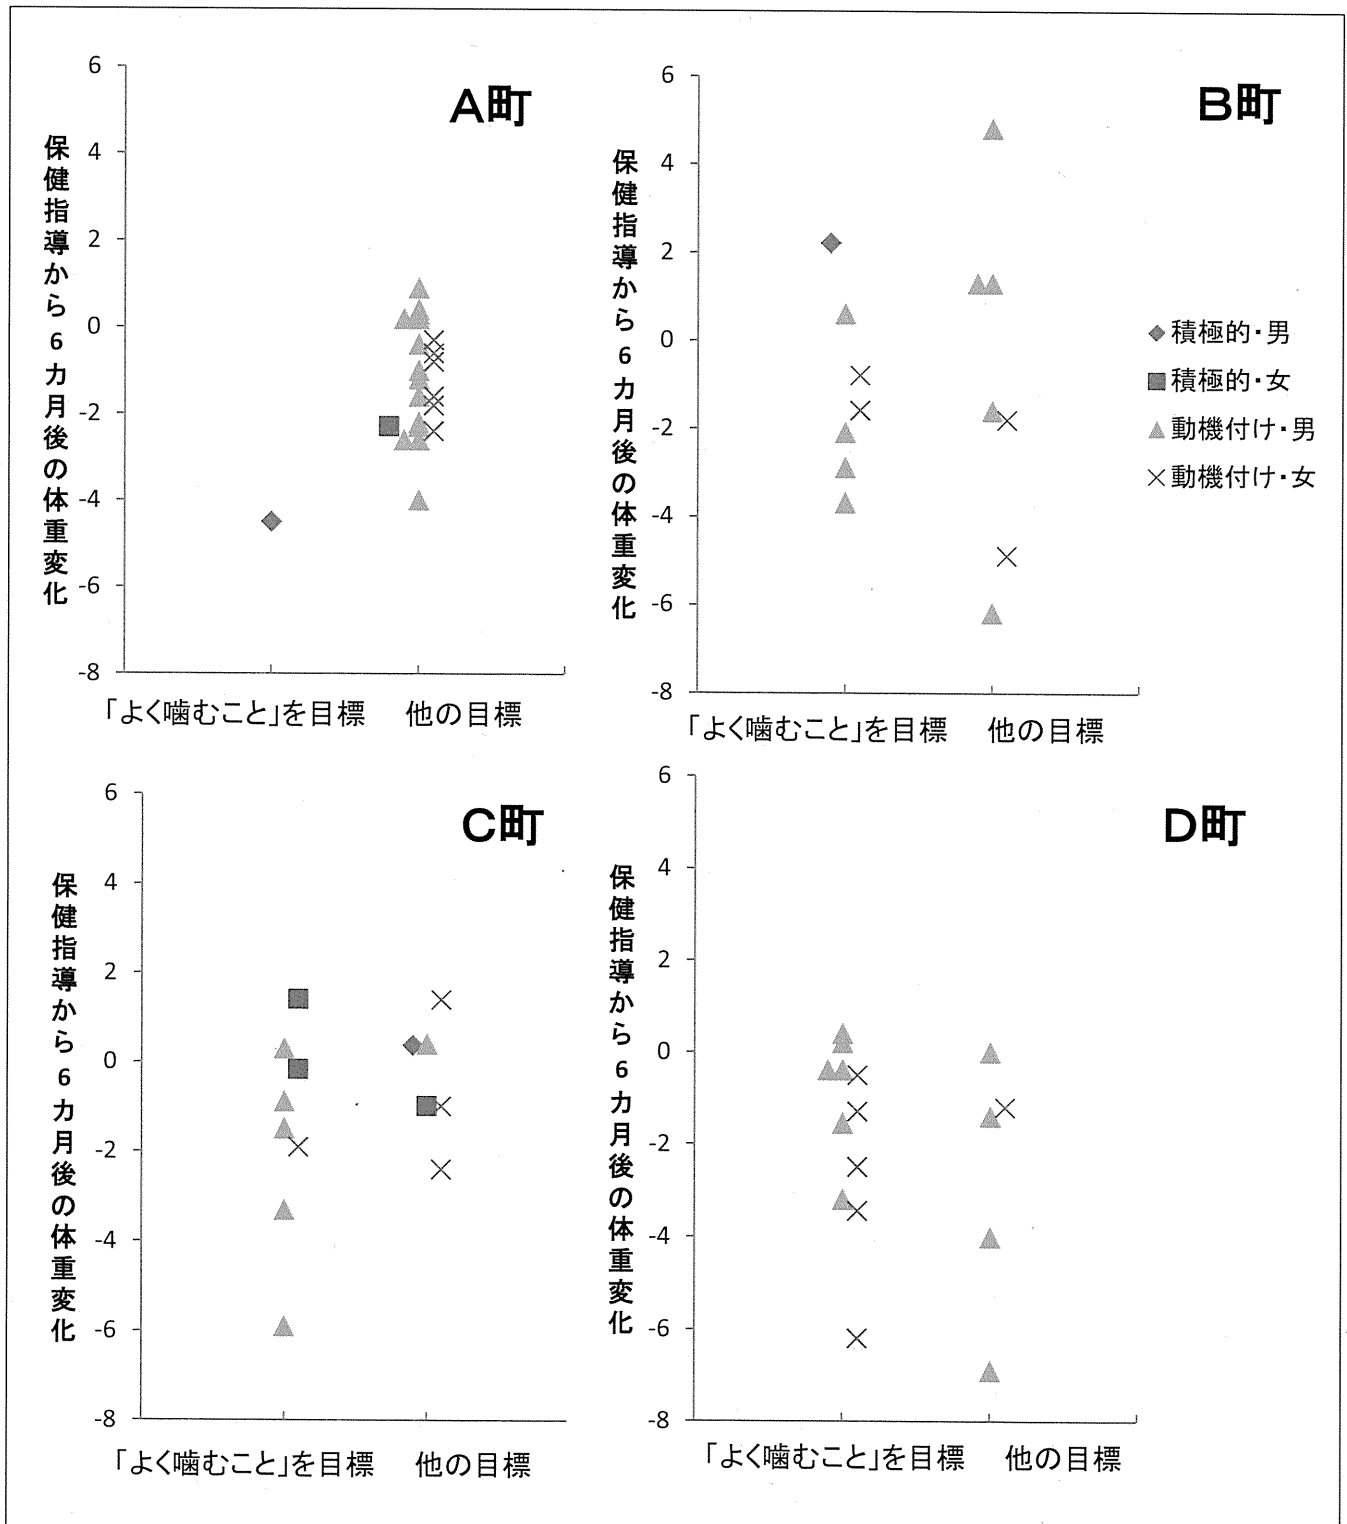 A町
保健指導から6カ月後の体重変化
6
4
2
0
-2
-4
-6
-8
「よく噛むこと」を目標 他の目標
B町
保健指導から6カ月後の体重変化
6
4
2
0
-2
-4
-6
-8
「よく噛むこと」を目標 他の目標
積極的・男
積極的・女
動機付け・男
動機付け・女
C町
保健指導から6カ月後の体重変化
6
4
2
0
-2
-4
-6
-8
「よく噛むこと」を目標 他の目標
D町
保健指導から6カ月後の体重変化
6
4
2
0
-2
-4
-6
-8
「よく噛むこと」を目標 他の目標